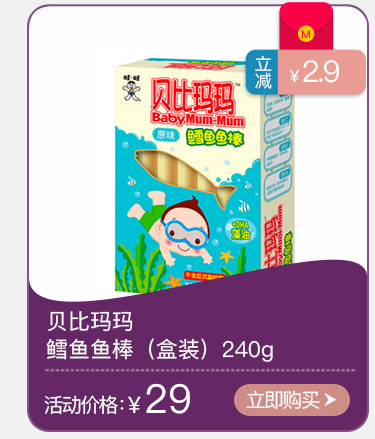 M
立减
¥2.9
旺·旺
贝比玛玛™
BabyMum-Mum
原味
鳕鱼鱼棒
+DHA
藻油
贝比玛玛
鳕鱼鱼棒（盒装）240g
活动价格:¥29
立即购买